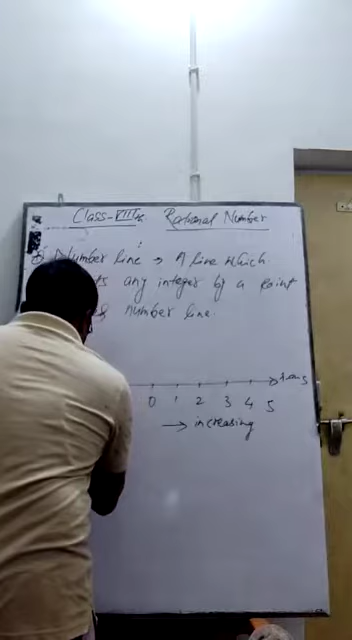 Class-VIIIth Rational Number
Number line → A line which
any integer by a point
number line.
0 1 2 3 4 5
→ increasing